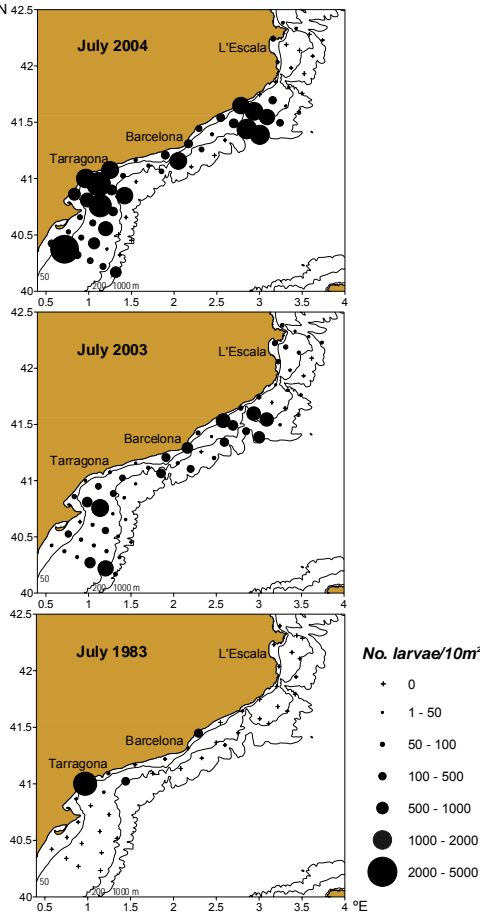 N 42.5
July 2004
L'Escala
42
41.5
Barcelona
Tarragona
41
40.5
50
200 1000 m
40
0.5 1 1.5 2 2.5 3 3.5 4
42.5
July 2003
L'Escala
42
41.5
Barcelona
Tarragona
41
40.5
50
200 1000 m
40
0.5 1 1.5 2 2.5 3 3.5 4
42.5
July 1983
L'Escala
42
41.5
Barcelona
Tarragona
41
40.5
50
200 1000 m
40
0.5 1 1.5 2 2.5 3 3.5 4 ºE
No. larvae/10m²
0
1 - 50
50 - 100
100 - 500
500 - 1000
1000 - 2000
2000 - 5000